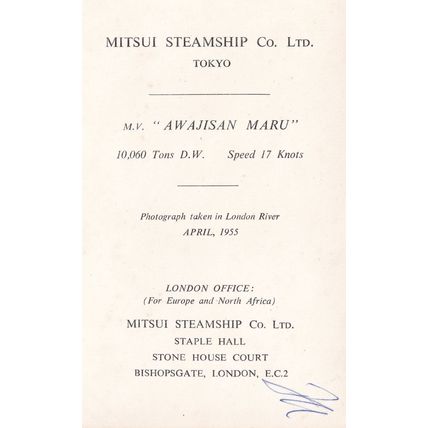 MITSUI STEAMSHIP Co. LTD.
TOKYO
M.V. "AWAJISAN MARU"
10,060 Tons D.W. Speed 17 Knots
Photograph taken in London River
APRIL, 1955
LONDON OFFICE:
(For Europe and North Africa)
MITSUI STEAMSHIP Co. LTD.
STAPLE HALL
STONE HOUSE COURT
BISHOPSGATE, LONDON, E.C.2